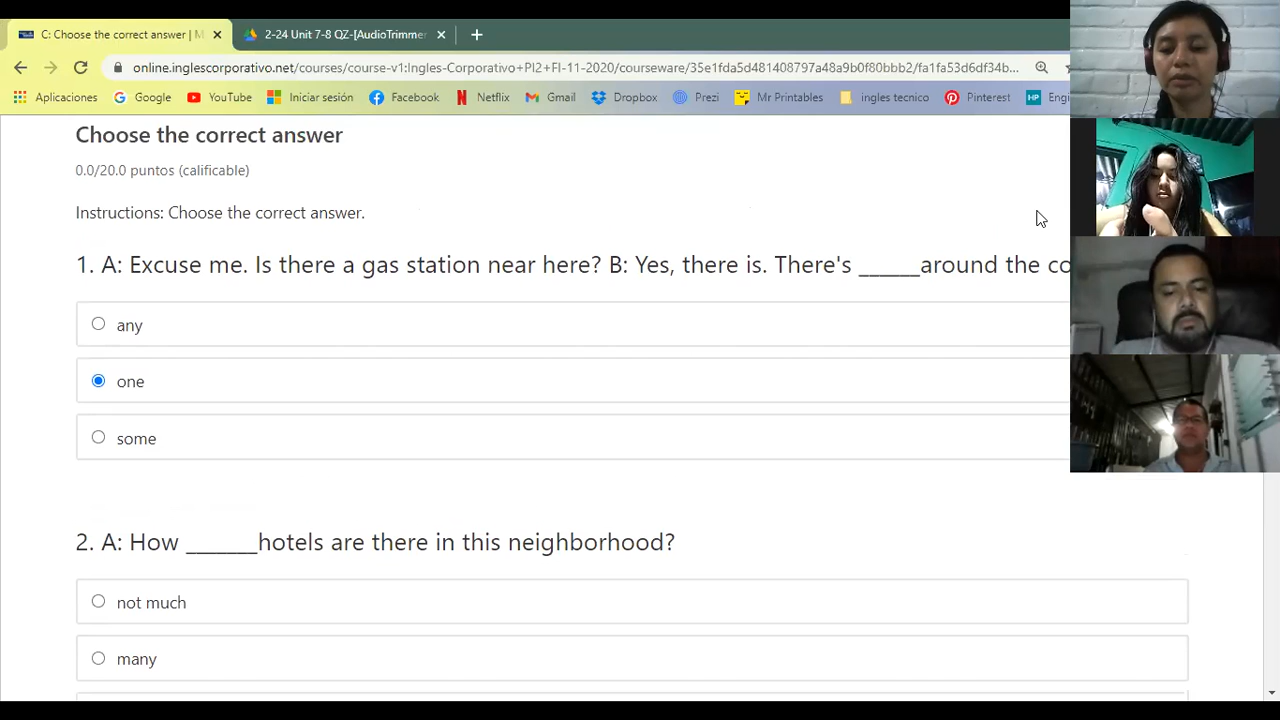 C: Choose the correct answer | M
2-24 Unit 7-8 QZ-[AudioTrimmer
online.inglescorporativo.net/courses/course-v1:Ingles-Corporativo+PI2+FI-11-2020/courseware/35e1fda5d481408797a48a9b0f80bbb2/fa1fa53d6df34b...
Aplicaciones Google YouTube Iniciar sesión Facebook Netflix Gmail Dropbox Prezi Mr Printables ingles tecnico Pinterest HP Eng
Choose the correct answer
0.0/20.0 puntos (calificable)
Instructions: Choose the correct answer.
1. A: Excuse me. Is there a gas station near here? B: Yes, there is. There's ______around the co
any
one
some
2. A: How _______hotels are there in this neighborhood?
not much
many